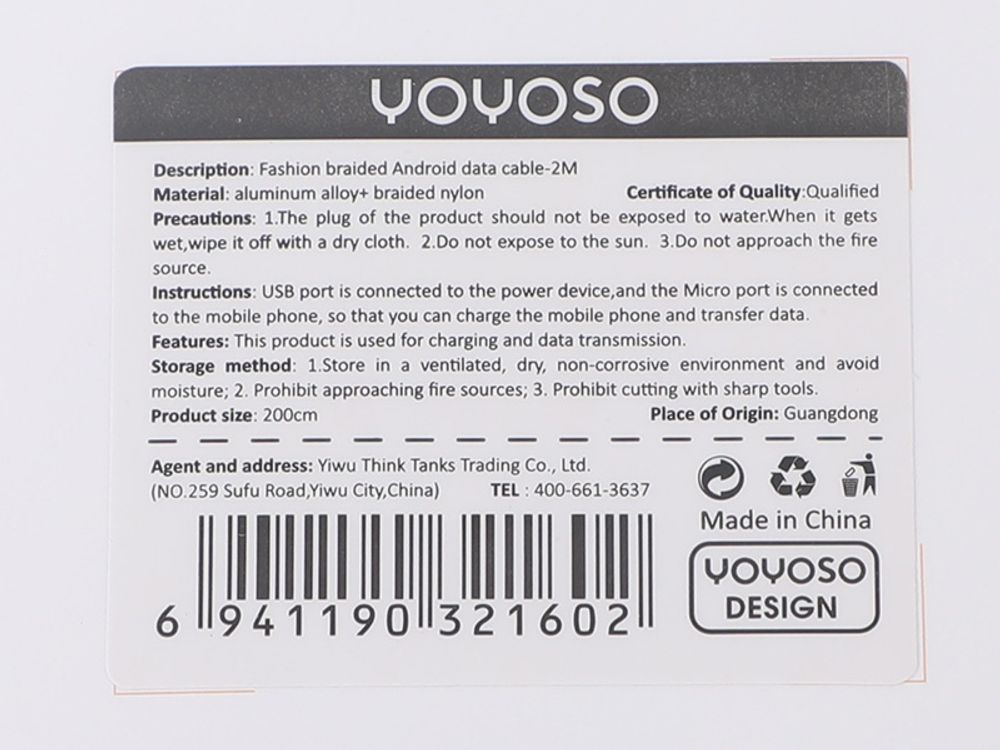 YOYOSO
Description: Fashion braided Android data cable-2M
Material: aluminum alloy+ braided nylon Certificate of Quality:Qualified
Precautions: 1.The plug of the product should not be exposed to water.When it gets
wet,wipe it off with a dry cloth. 2.Do not expose to the sun. 3.Do not approach the fire
source.
Instructions: USB port is connected to the power device,and the Micro port is connected
to the mobile phone, so that you can charge the mobile phone and transfer data.
Features: This product is used for charging and data transmission.
Storage method: 1.Store in a ventilated, dry, non-corrosive environment and avoid
moisture; 2. Prohibit approaching fire sources; 3. Prohibit cutting with sharp tools.
Product size: 200cm Place of Origin: Guangdong
Agent and address: Yiwu Think Tanks Trading Co., Ltd.
(NO.259 Sufu Road,Yiwu City,China) TEL : 400-661-3637
6 941190 321602
Made in China
YOYOSO
DESIGN